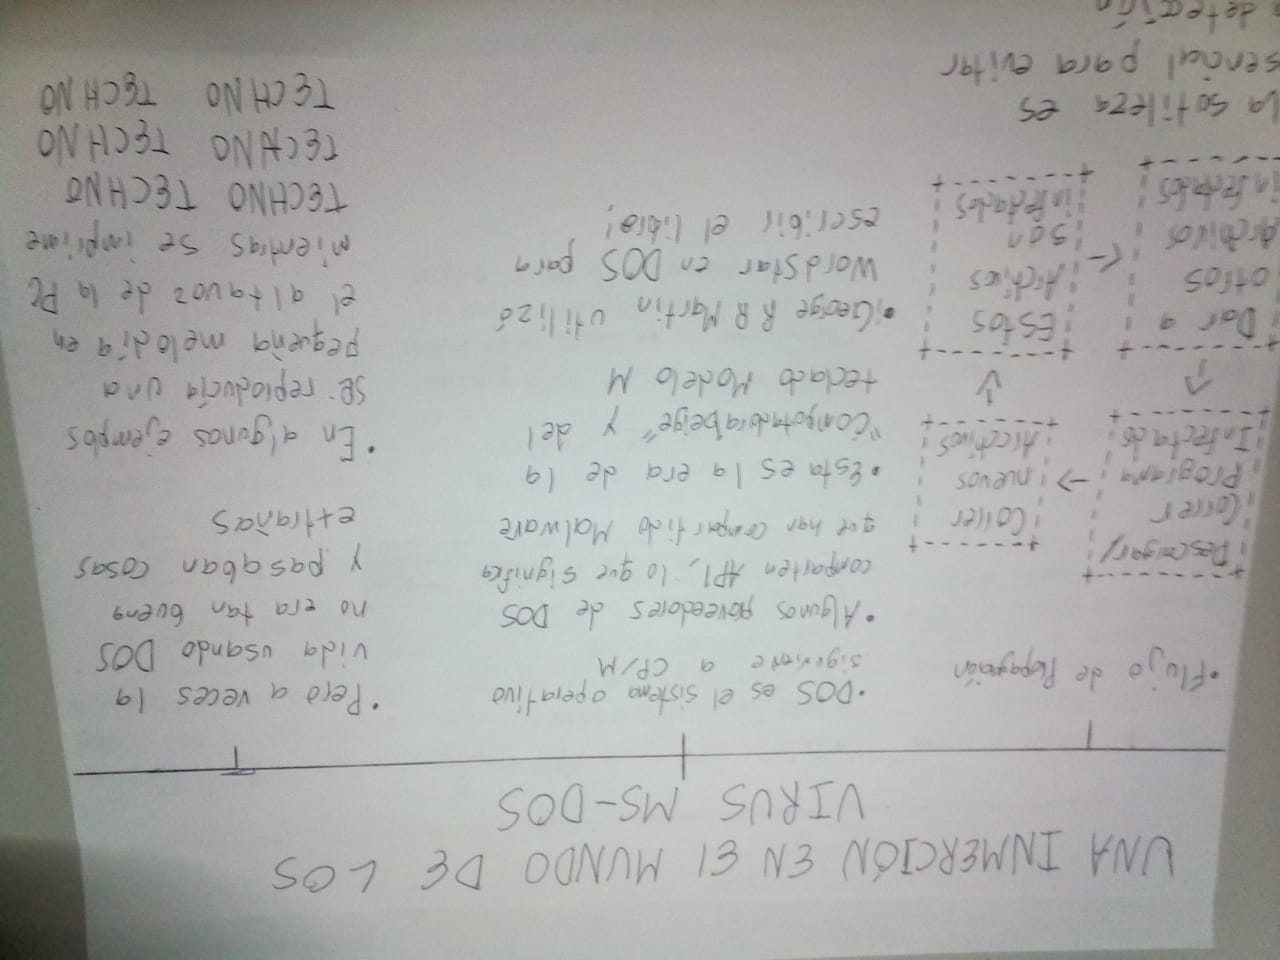 UNA INMERCIÓN EN El MUNDO DE LOS
VIRUS MS-DOS
•Flujo de Propagación
Descargar y
Correr
Programa
Infectado
Correr
nuevos
Archivos
Dar a
otros
Archivos
infectados
Estos
Archivos
son
infectados
La sutileza es
sencial para evitar
detección
•DOS es el sistema operativo
siguiente a CP/M
•Algunos proveedores de DOS
comparten API, lo que significa
que han compartido Malware
•Esta es la era de la
"Computadora beige" y del
teclado Modelo M
•¡George R R Martin utilizó
WordStar en DOS para
escribir el libro!
•Pero a veces la
vida usando DOS
no era tan buena
y pasaban cosas
extrañas
•En algunos ejemplos
se reproducía una
pequeña melodía en
el altavoz de la PC
mientras se imprime
TECHNO TECHNO
TECHNO TECHNO
TECHNO TECHNO